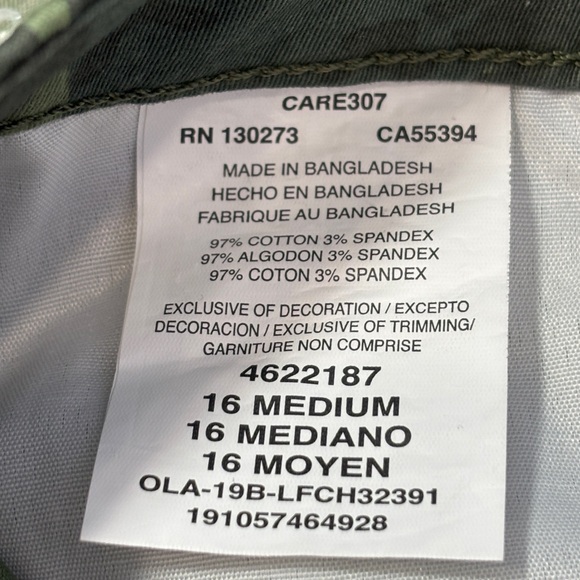 CARE307
RN 130273 CA55394
MADE IN BANGLADESH
HECHO EN BANGLADESH
FABRIQUE AU BANGLADESH
97% COTTON 3% SPANDEX
97% ALGODON 3% SPANDEX
97% COTON 3% SPANDEX
EXCLUSIVE OF DECORATION / EXCEPTO
DECORACION / EXCLUSIVE OF TRIMMING/
GARNITURE NON COMPRISE
4622187
16 MEDIUM
16 MEDIANO
16 MOYEN
OLA-19B-LFCH32391
191057464928